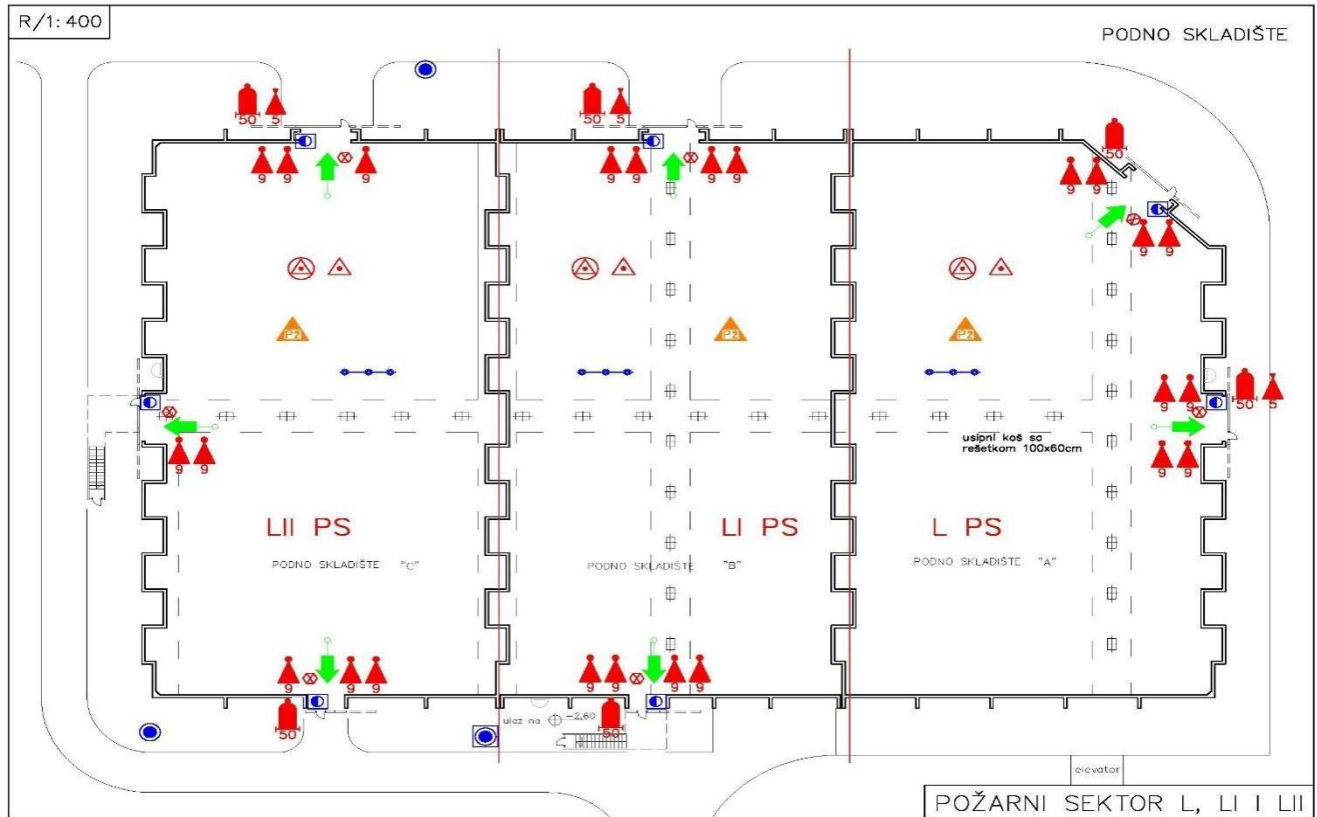 R/1:400
PODNO SKLADIŠTE
50 5
50 5
50
9 9 9
9 9 9 9
9 9
9 9
P2
P2
P2
9 9
50 5
9 9
9 9
usipni koš sa
rešetkom 100x60cm
LII PS
LI PS
L PS
PODNO SKLADIŠTE "C"
PODNO SKLADIŠTE "B"
PODNO SKLADIŠTE "A"
9 9 9
9 9 9 9
50
50
ulaz na -2,60
elevator
POŽARNI SEKTOR L, LI I LII